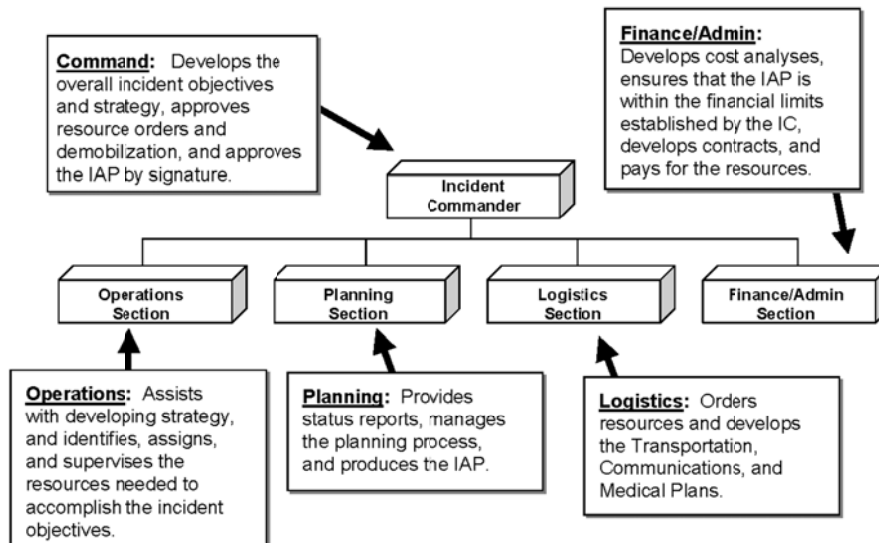 Command: Develops the
overall incident objectives
and strategy, approves
resource orders and
demobilzation, and approves
the IAP by signature.
Finance/Admin:
Develops cost analyses,
ensures that the IAP is
within the financial limits
established by the IC,
develops contracts, and
pays for the resources.
Incident
Commander
Operations
Section
Planning
Section
Logistics
Section
Finance/Admin
Section
Operations: Assists
with developing strategy,
and identifies, assigns,
and supervises the
resources needed to
accomplish the incident
objectives.
Planning: Provides
status reports, manages
the planning process,
and produces the IAP.
Logistics: Orders
resources and develops
the Transportation,
Communications, and
Medical Plans.